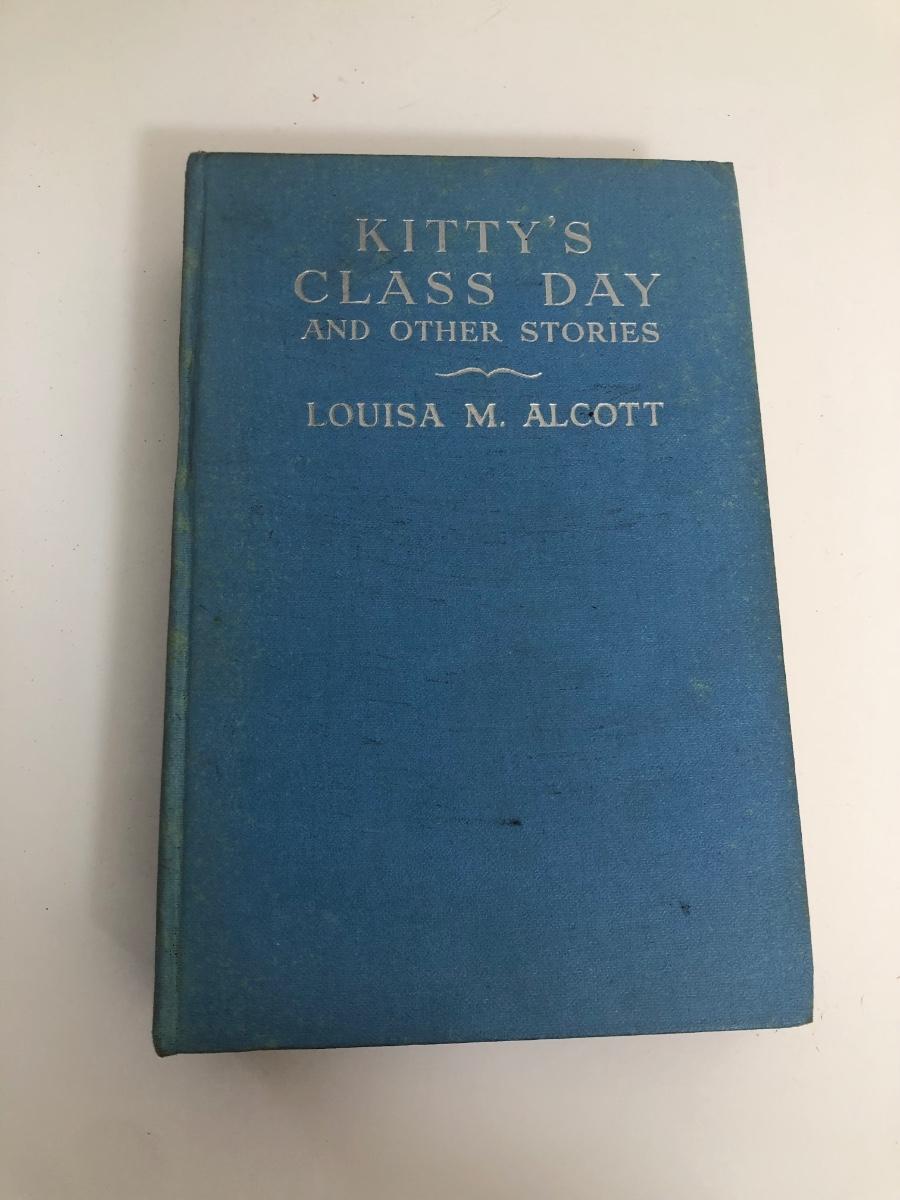 KITTY'S
CLASS DAY
AND OTHER STORIES
LOUISA M. ALCOTT